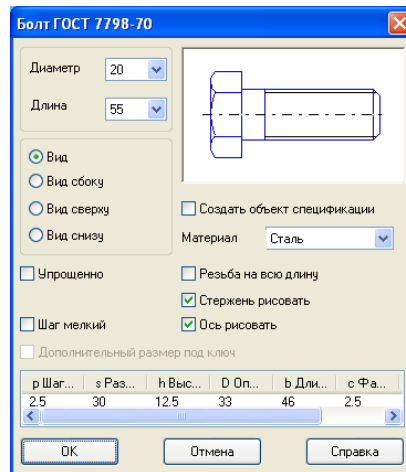 Болт ГОСТ 7798-70
Диаметр 20
Длина 55
Вид
Вид сбоку
Вид сверху
Вид снизу
Создать объект спецификации
Материал Сталь
Упрощенно
Резьба на всю длину
Стержень рисовать
Шаг мелкий
Ось рисовать
Дополнительный размер под ключ
p Шаг... s Раз... h Выс... D Оп... b Дли... c Фа...
2.5 30 12.5 33 46 2.5
OK Отмена Справка